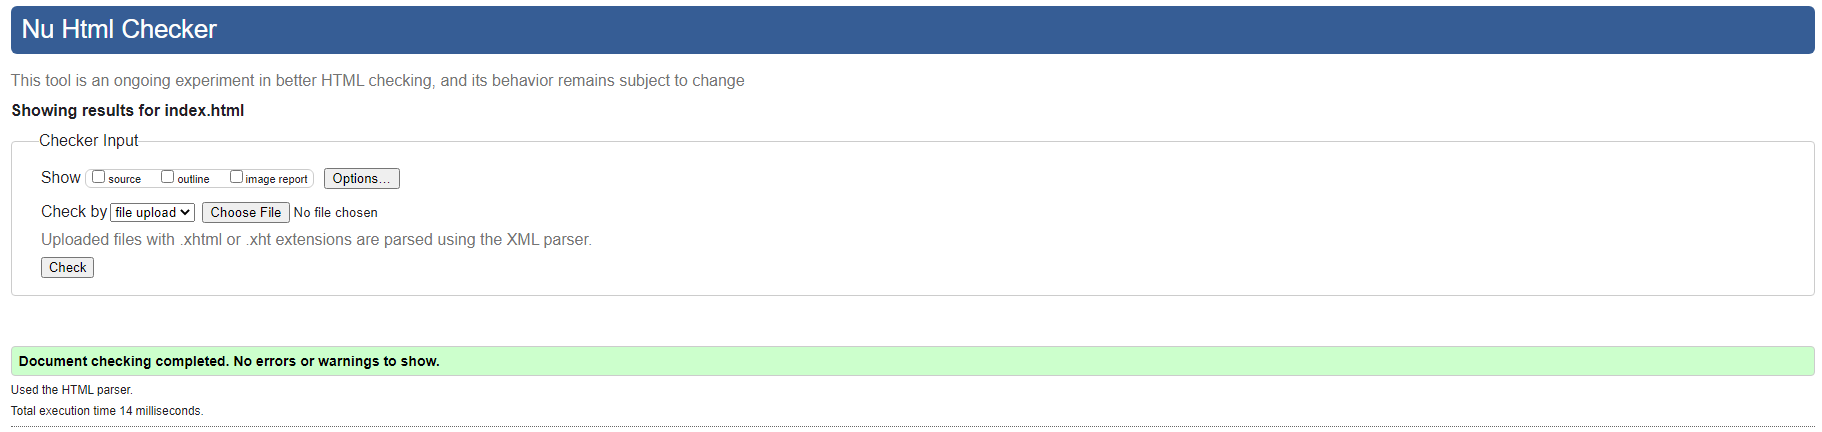 Nu Html Checker
This tool is an ongoing experiment in better HTML checking, and its behavior remains subject to change
Showing results for index.html
Checker Input
Show source outline image report Options...
Check by file upload Choose File No file chosen
Uploaded files with .xhtml or .xht extensions are parsed using the XML parser.
Check
Document checking completed. No errors or warnings to show.
Used the HTML parser.
Total execution time 14 milliseconds.